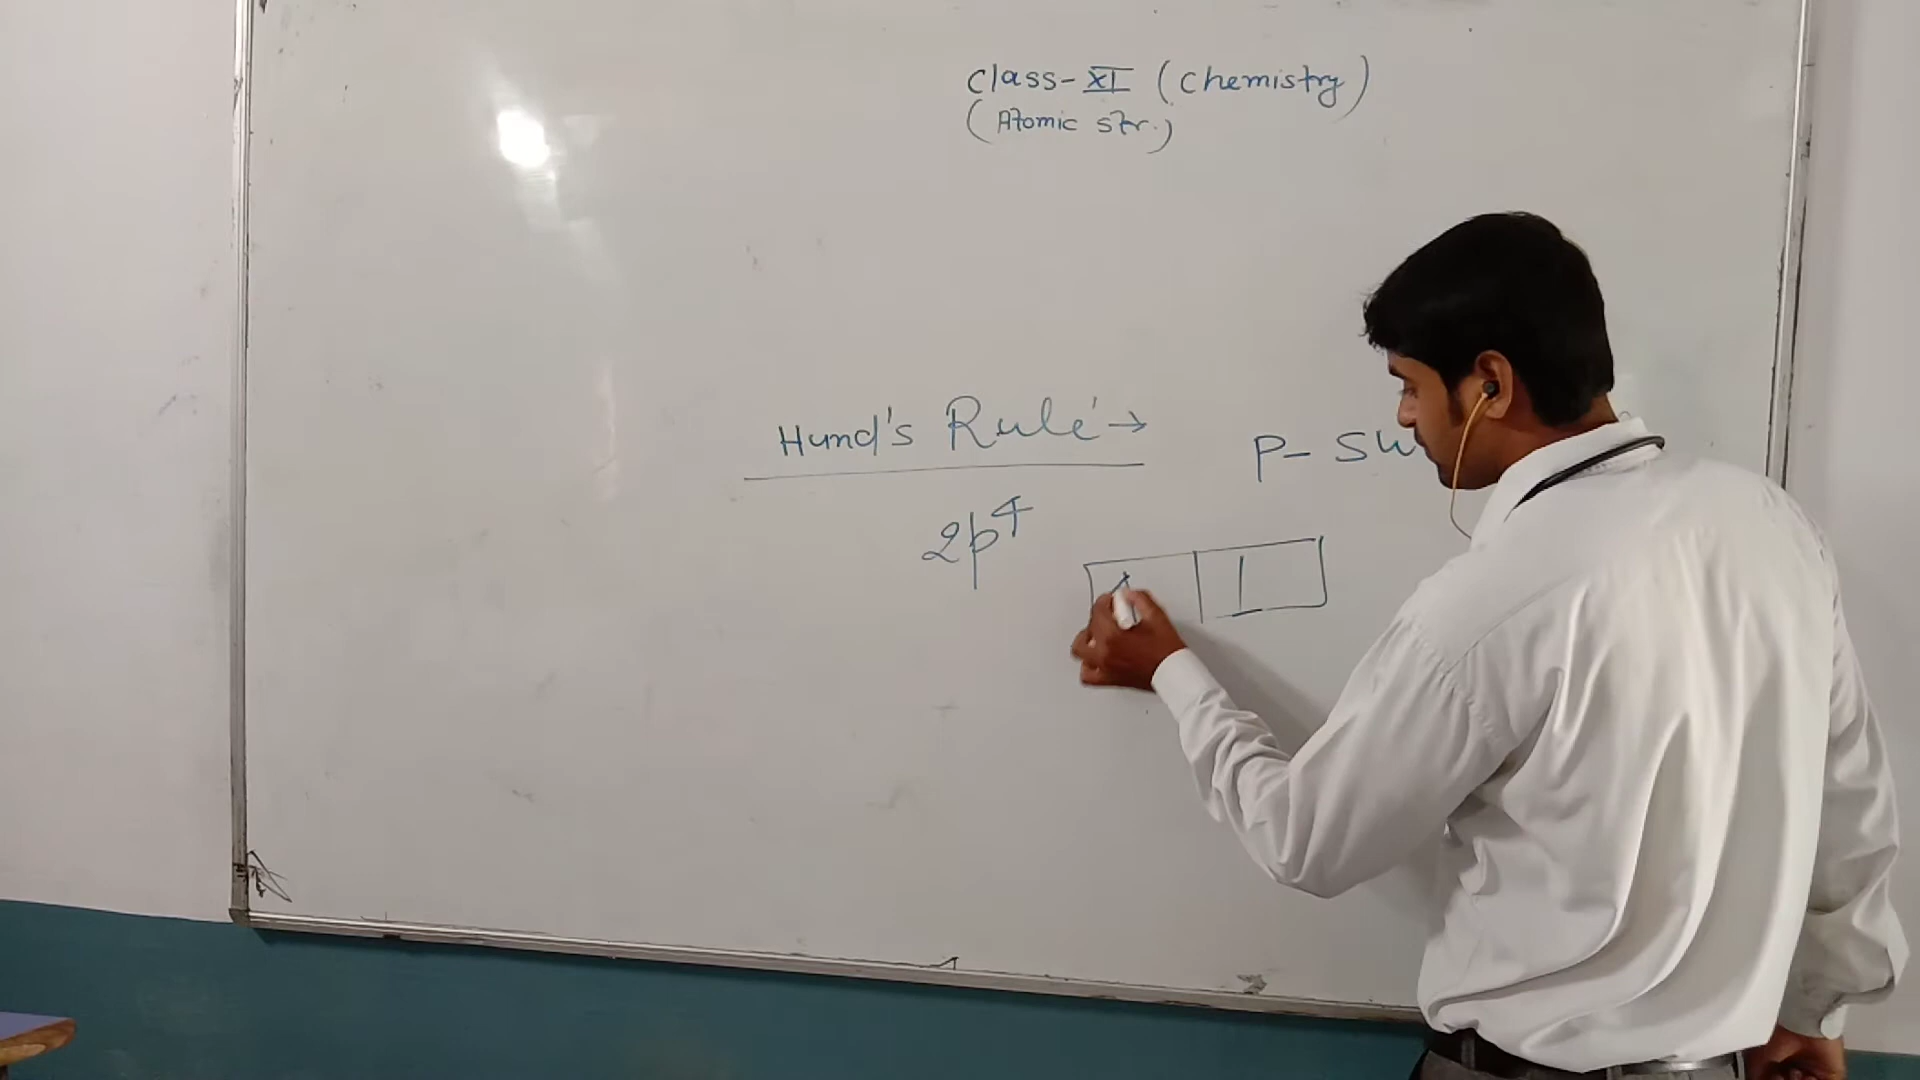 Class-XI (Chemistry)
(Atomic str.)
Hund's Rule →
P-
2p⁴